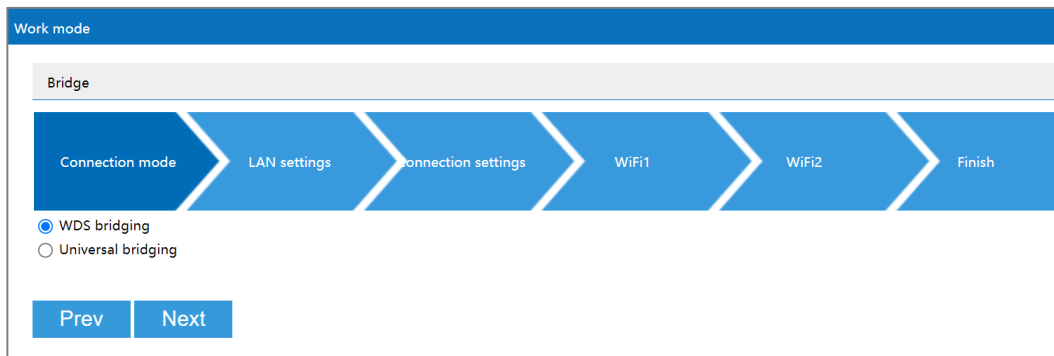 Work mode
Bridge
Connection mode
LAN settings
onnection settings
WiFi1
WiFi2
Finish
WDS bridging
Universal bridging
Prev
Next